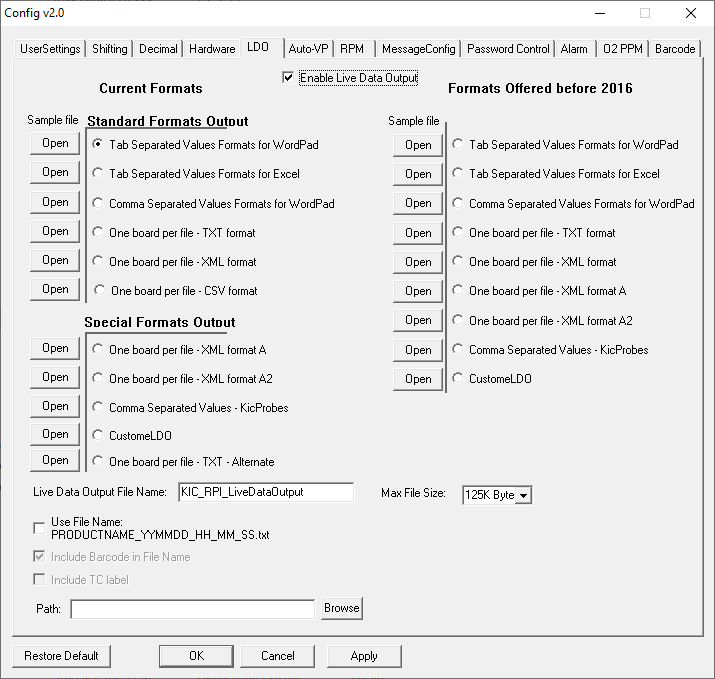 Config v2.0
UserSettings Shifting Decimal Hardware LDO Auto-VP RPM MessageConfig Password Control Alarm O2 PPM Barcode
Enable Live Data Output
Current Formats
Sample file
Standard Formats Output
Open Tab Separated Values Formats for WordPad
Open Tab Separated Values Formats for Excel
Open Comma Separated Values Formats for WordPad
Open One board per file - TXT format
Open One board per file - XML format
Open One board per file - CSV format
Special Formats Output
Open One board per file - XML format A
Open One board per file - XML format A2
Open Comma Separated Values - KicProbes
Open CustomeLDO
Open One board per file - TXT - Alternate
Formats Offered before 2016
Sample file
Open Tab Separated Values Formats for WordPad
Open Tab Separated Values Formats for Excel
Open Comma Separated Values Formats for WordPad
Open One board per file - TXT format
Open One board per file - XML format
Open One board per file - XML format A
Open One board per file - XML format A2
Open Comma Separated Values - KicProbes
Open CustomeLDO
Live Data Output File Name: KIC_RPI_LiveDataOutput Max File Size: 125K Byte
Use File Name:
PRODUCTNAME_YYMMDD_HH_MM_SS.txt
Include Barcode in File Name
Include TC label
Path: Browse
Restore Default OK Cancel Apply